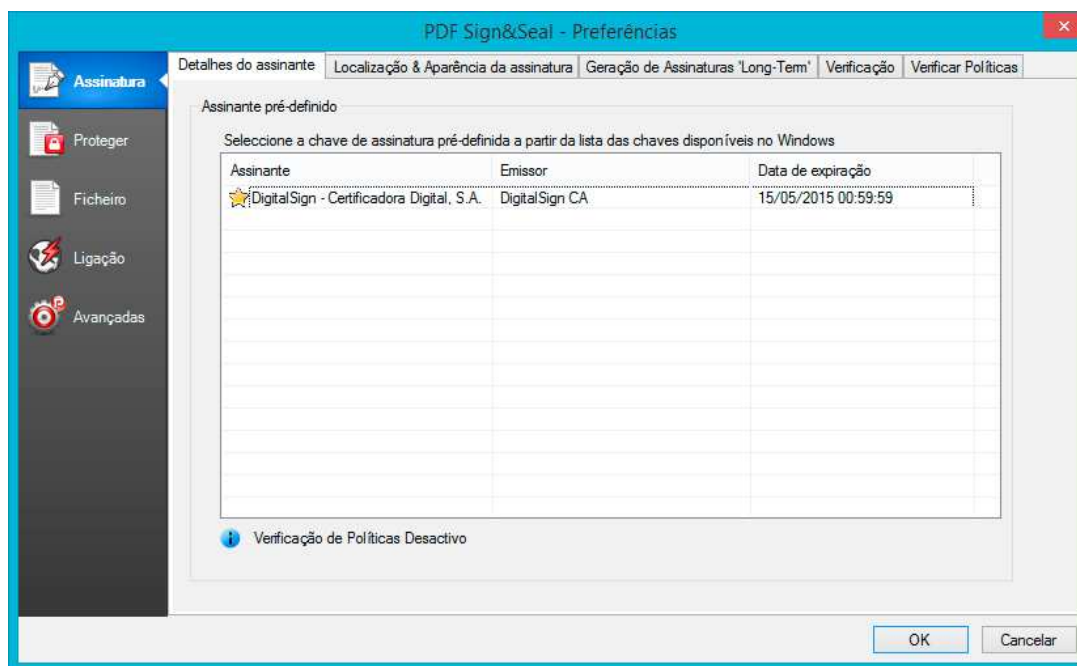 PDF Sign&Seal - Preferências
Assinatura
Proteger
Ficheiro
Ligação
Avançadas
Detalhes do assinante Localização & Aparência da assinatura Geração de Assinaturas 'Long-Term' Verificação Verificar Políticas
Assinante pré-definido
Seleccione a chave de assinatura pré-definida a partir da lista das chaves disponíveis no Windows
Assinante Emissor Data de expiração
DigitalSign - Certificadora Digital, S.A. DigitalSign CA 15/05/2015 00:59:59
Verificação de Políticas Desactivo
OK Cancelar